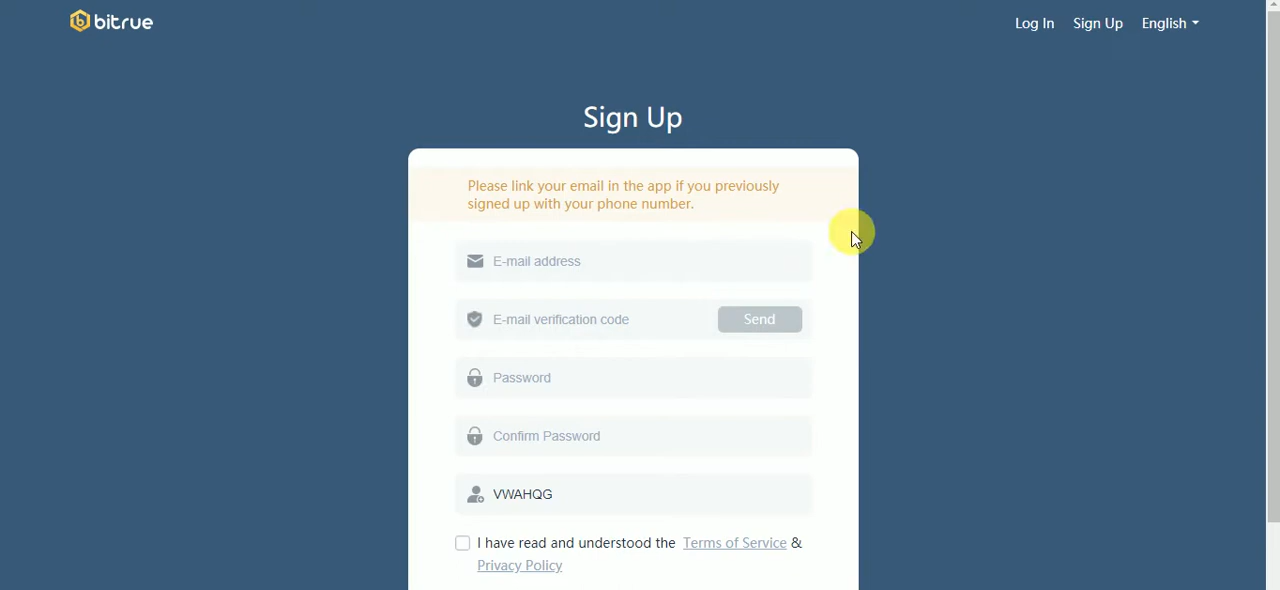 bitrue
Log In Sign Up English
Sign Up
Please link your email in the app if you previously
signed up with your phone number.
E-mail address
E-mail verification code
Send
Password
Confirm Password
VWAHQG
I have read and understood the Terms of Service &
Privacy Policy